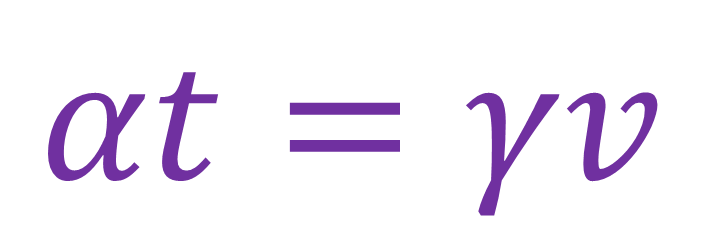 αt = γv